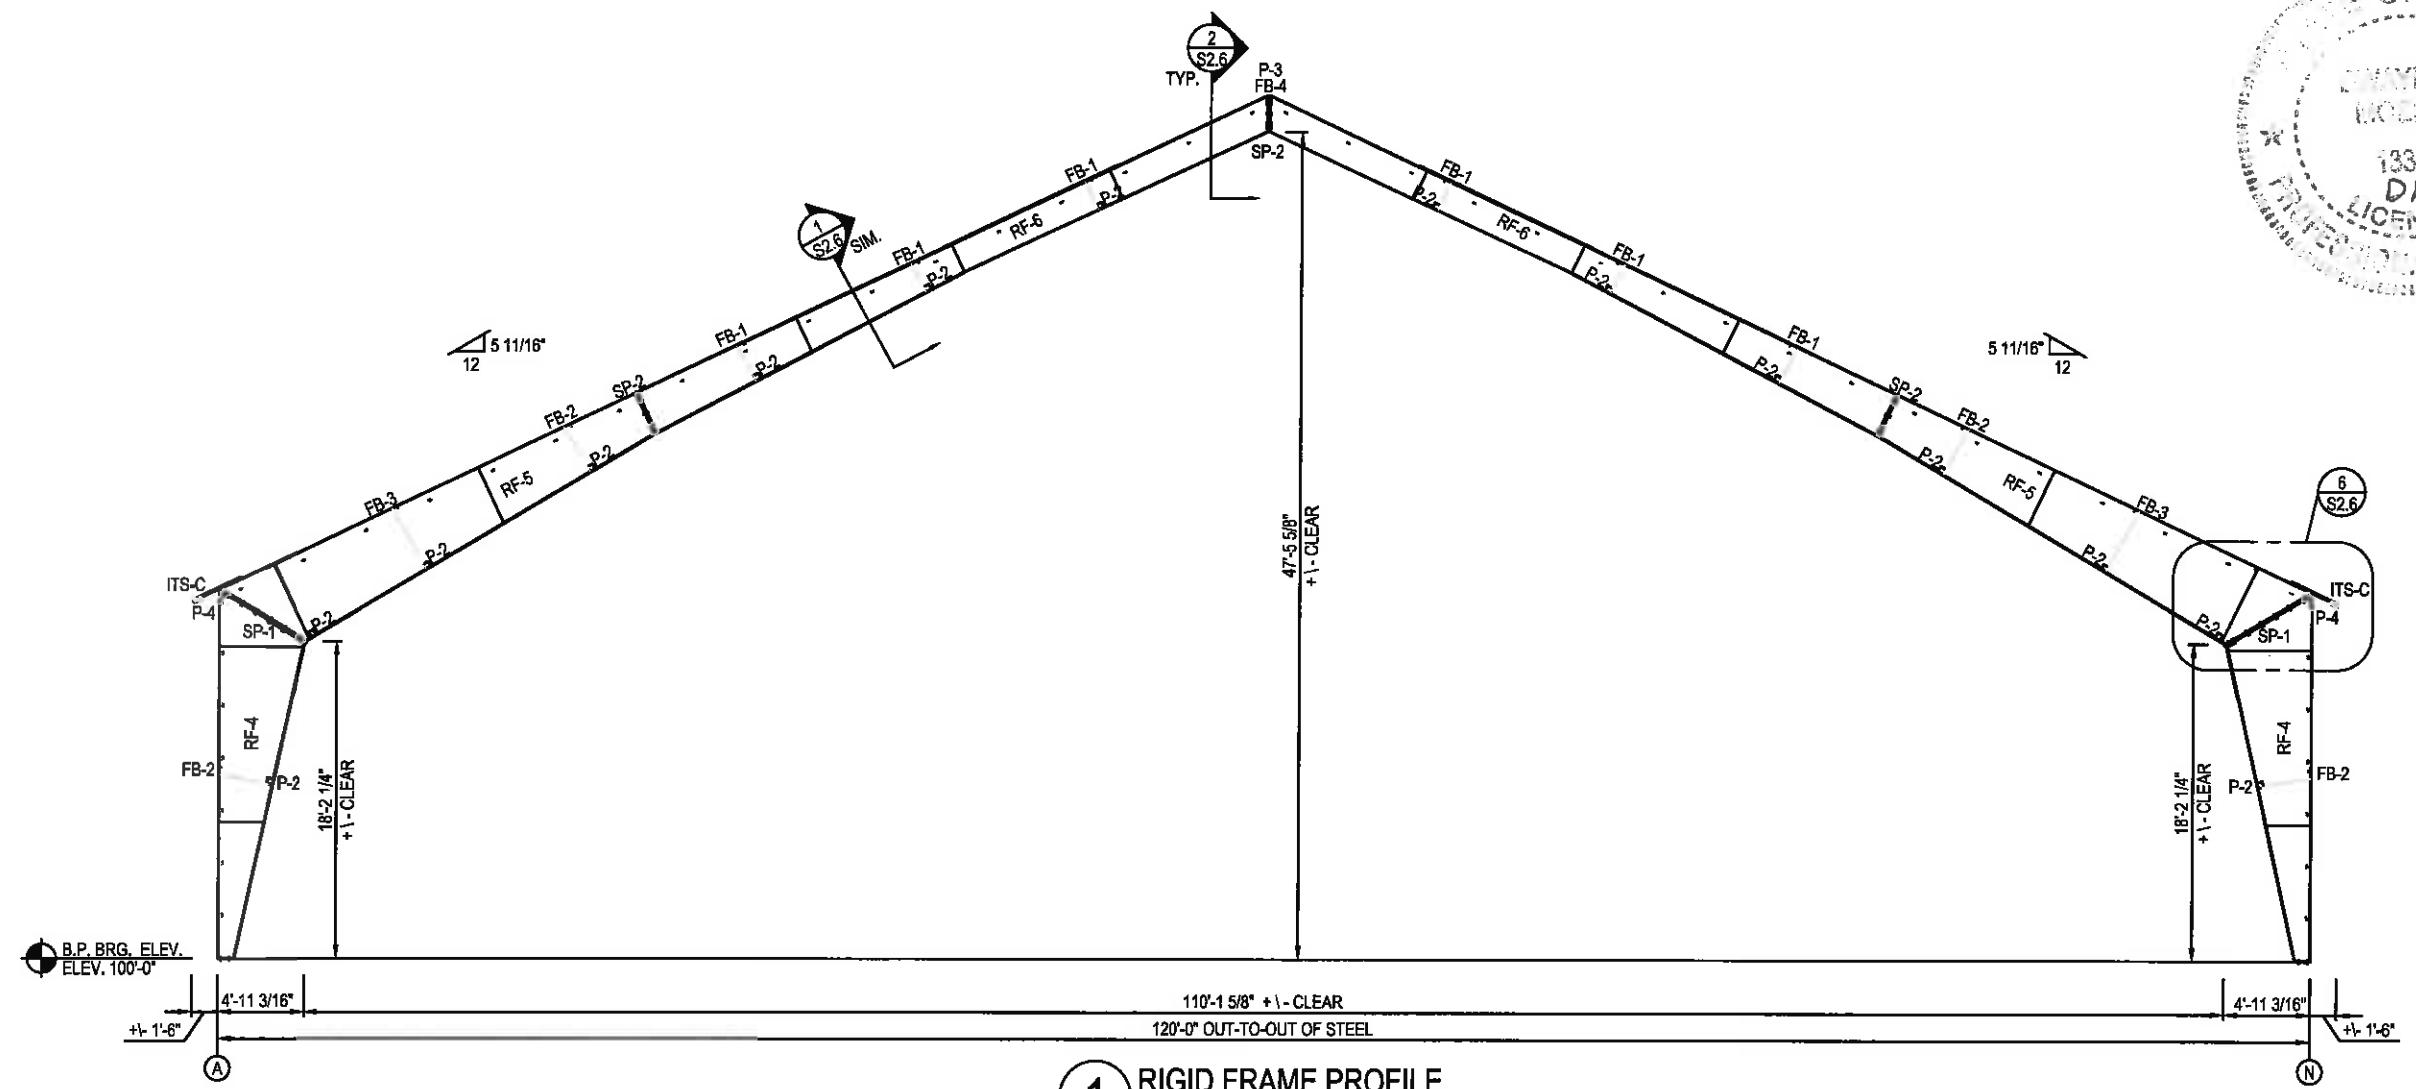 2
S2.6
TYP.
P-3
FB-4
SP-2
FB-1
P-2
RF-6
1
S2.6
SIM.
FB-1
P-2
FB-1
P-2
SP-2
FB-2
P-2
RF-5
FB-3
P-2
5 11/16"
12
ITS-C
P-4
SP-1
P-2
RF-4
FB-2
P-2
18'-2 1/4"
+ \ - CLEAR
47'-5 5/8"
+ \ - CLEAR
FB-1
P-2
RF-6
FB-1
P-2
FB-1
P-2
SP-2
FB-2
P-2
RF-5
FB-3
P-2
5 11/16"
12
6
S2.6
ITS-C
P-4
P-2
SP-1
RF-4
FB-2
P-2
18'-2 1/4"
+ \ - CLEAR
B.P. BRG. ELEV.
ELEV. 100'-0"
4'-11 3/16"
110'-1 5/8" + \ - CLEAR
4'-11 3/16"
+\- 1'-6"
120'-0" OUT-TO-OUT OF STEEL
+\- 1'-6"
A
N
1
RIGID FRAME PROFILE